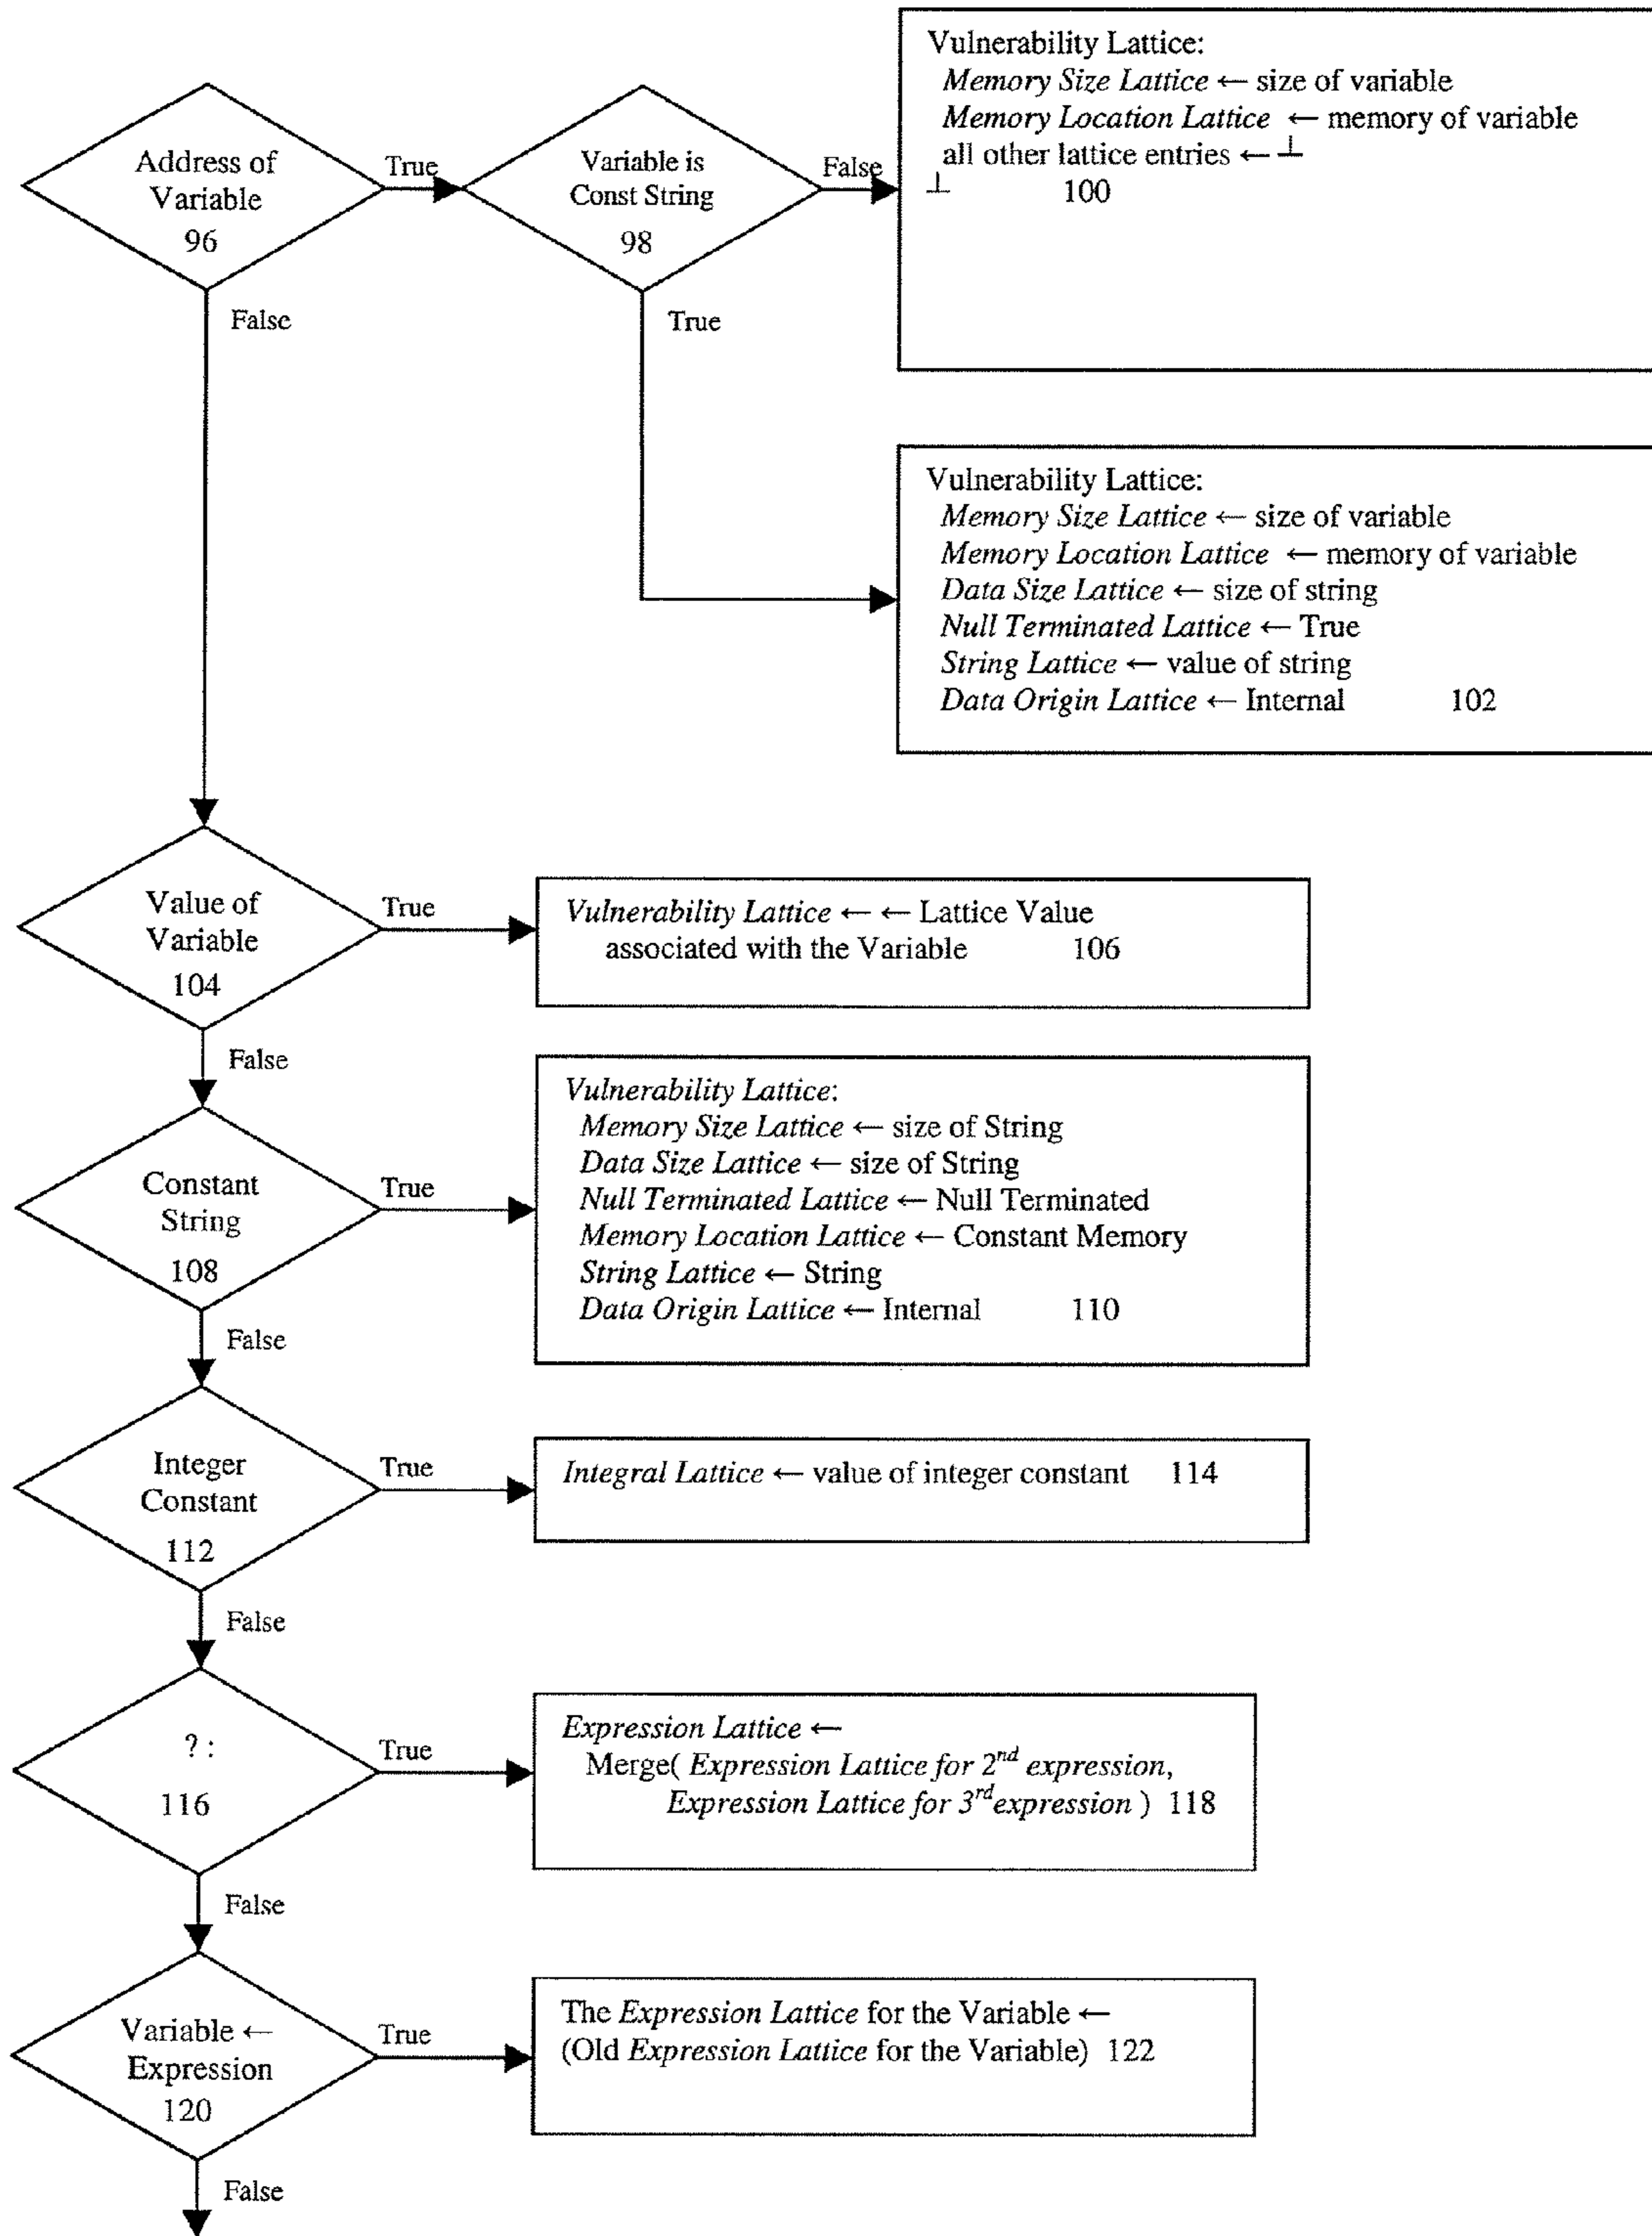 Address of
Variable
96
True
False
Variable is
Const String
98
False
True
Vulnerability Lattice:
Memory Size Lattice ← size of variable
Memory Location Lattice ← memory of variable
all other lattice entries ← ⊥
⊥ 100
Vulnerability Lattice:
Memory Size Lattice ← size of variable
Memory Location Lattice ← memory of variable
Data Size Lattice ← size of string
Null Terminated Lattice ← True
String Lattice ← value of string
Data Origin Lattice ← Internal 102
Value of
Variable
104
True
False
Vulnerability Lattice ← ← Lattice Value
associated with the Variable 106
Constant
String
108
True
False
Vulnerability Lattice:
Memory Size Lattice ← size of String
Data Size Lattice ← size of String
Null Terminated Lattice ← Null Terminated
Memory Location Lattice ← Constant Memory
String Lattice ← String
Data Origin Lattice ← Internal 110
Integer
Constant
112
True
False
Integral Lattice ← value of integer constant 114
? :
116
True
False
Expression Lattice ←
Merge( Expression Lattice for 2nd expression,
Expression Lattice for 3rd expression ) 118
Variable ←
Expression
120
True
False
The Expression Lattice for the Variable ←
(Old Expression Lattice for the Variable) 122